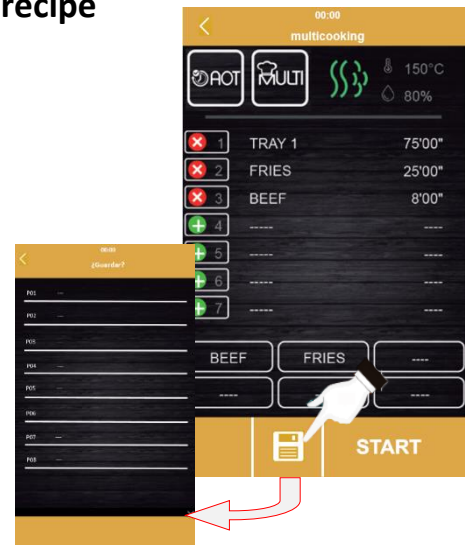 recipe
00:00
multicooking
AOT MULTI 150°C
80%
1 TRAY 1 75'00"
2 FRIES 25'00"
3 BEEF 8'00"
4 ----- ----
5 ----- ----
6 ----- ----
7 ----- ----
BEEF FRIES ----
---- ----
START
00:00
¿Guardar?
P01 ---
P02 ---
P03
P04 ---
P05 ---
P06
P07 ---
P08 ---